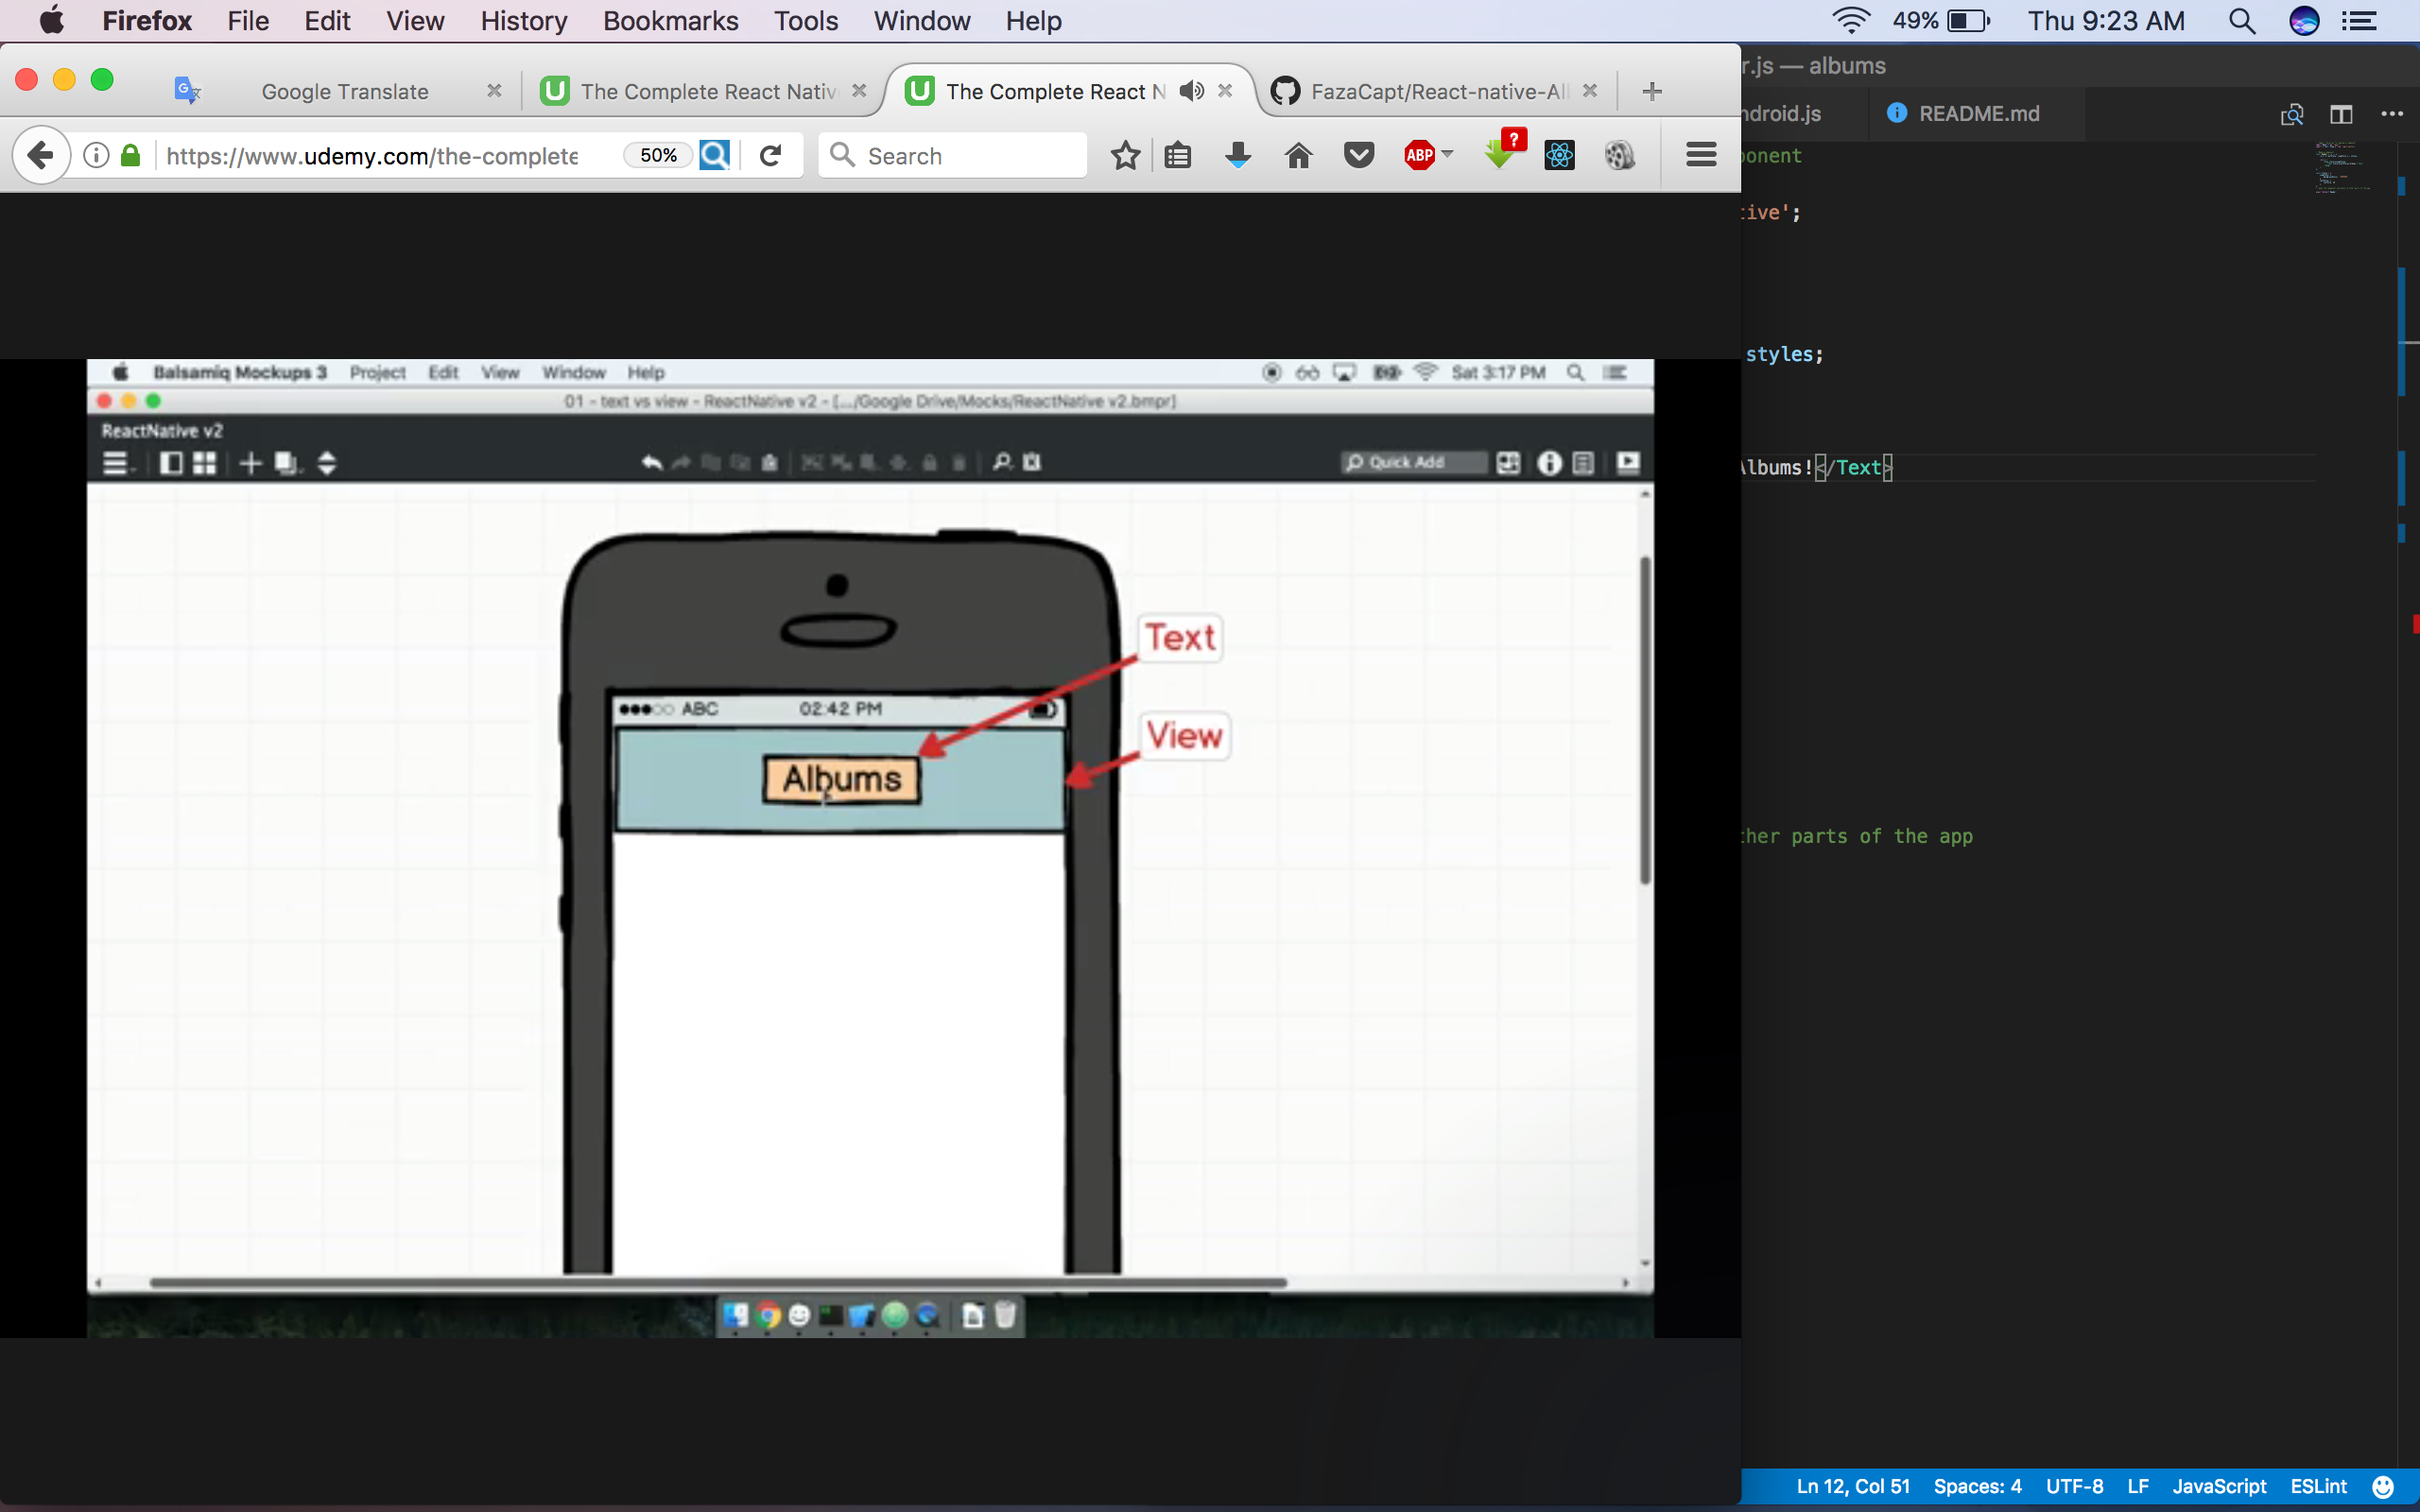 Firefox File Edit View History Bookmarks Tools Window Help 49% Thu 9:23 AM
r.js — albums
Google Translate The Complete React Nativ The Complete React N FazaCapt/React-native-Al
ndroid.js README.md
https://www.udemy.com/the-complete 50% Search ABP ?
ponent
tive';
styles;
Balsamiq Mockups 3 Project Edit View Window Help Sat 3:17 PM
01 - text vs view - ReactNative v2 - [.../Google Drive/Mocks/ReactNative v2.bmpr]
ReactNative v2
Quick Add
Albums!</Text>
Text
ABC 02:42 PM
View
Albums
ther parts of the app
Ln 12, Col 51 Spaces: 4 UTF-8 LF JavaScript ESLint